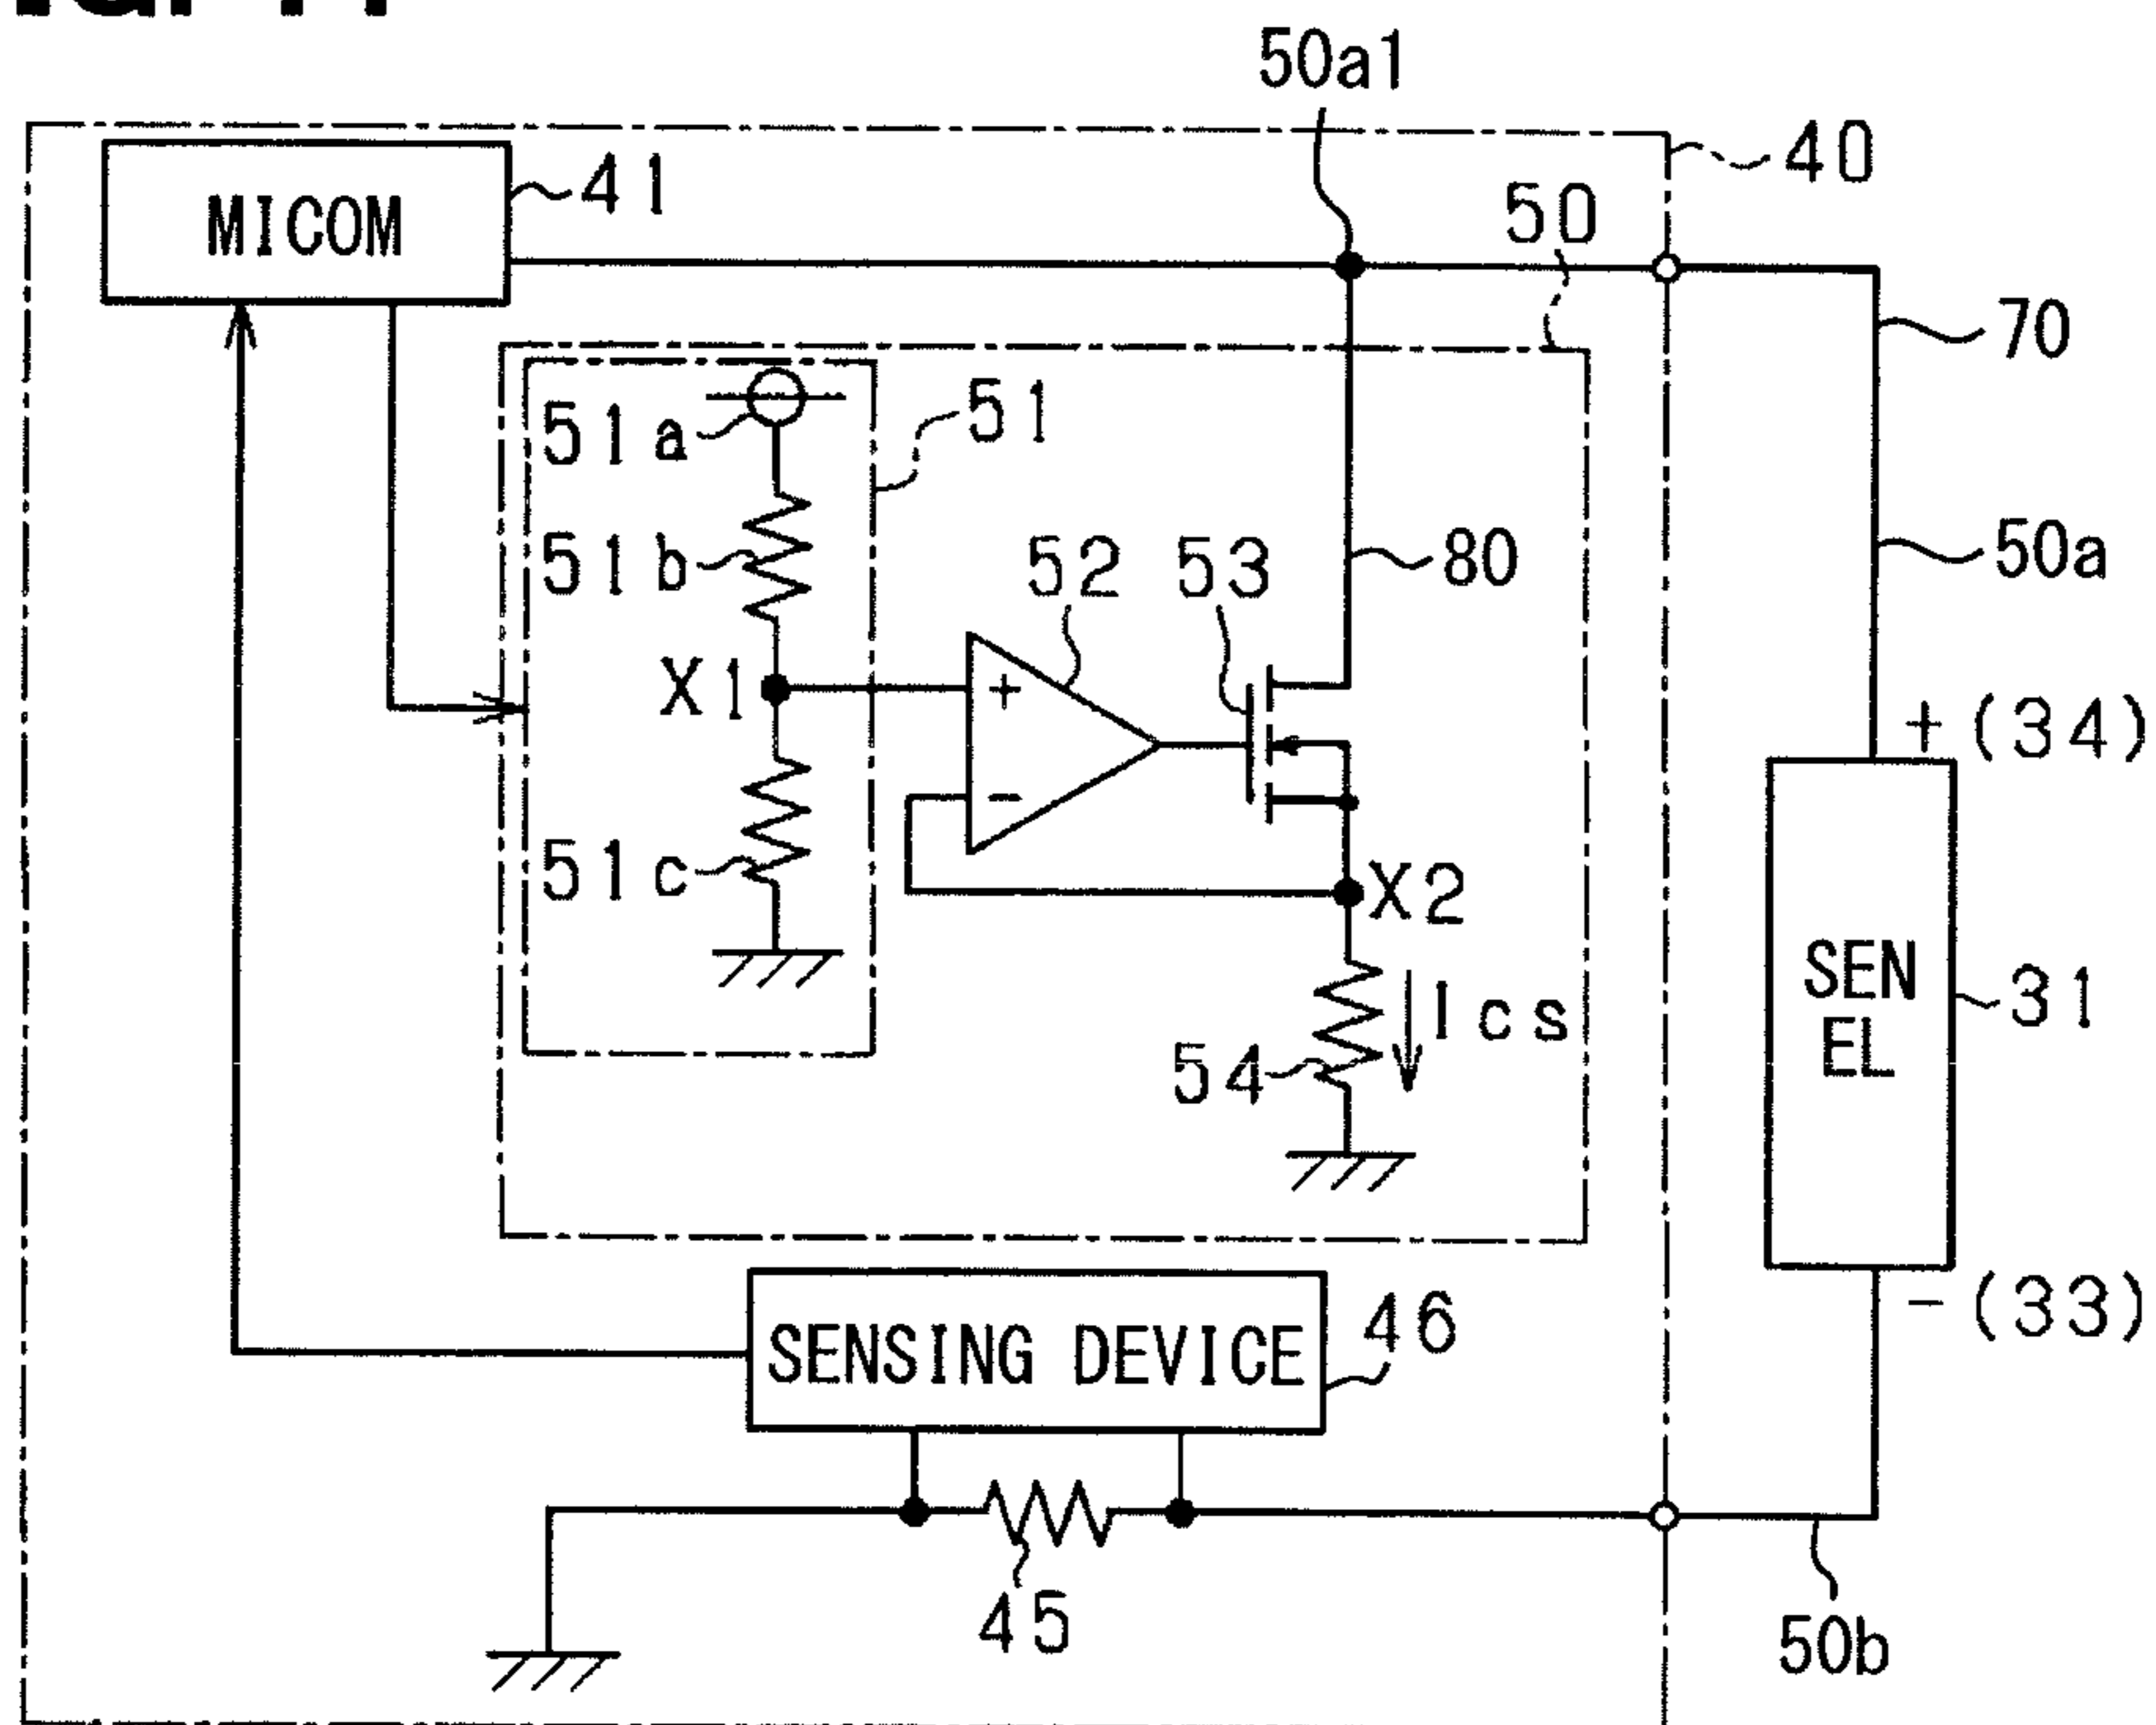 50a1
40
MICOM
41
50
70
51a
51
51b
52
53
80
50a
X1
+
+ (34)
-
51c
X2
SEN
EL
31
Ics
54
SENSING DEVICE
46
- (33)
45
50b